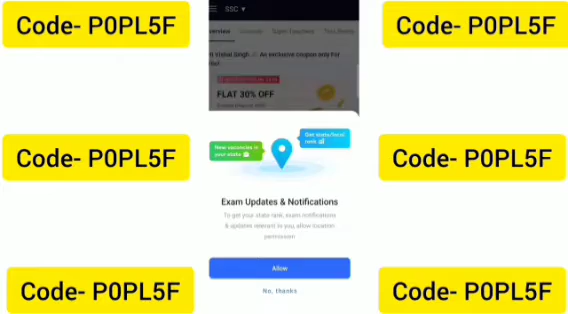 Code- P0PL5F
Code- P0PL5F
SSC ▼
FLAT 30% OFF
Code- P0PL5F
Code- P0PL5F
New vacancies in
your state
Get state/local
rank
Exam Updates & Notifications
To get your state rank, exam notifications
& updates relevant to you, allow location
permission
Allow
No, thanks
Code- P0PL5F
Code- P0PL5F